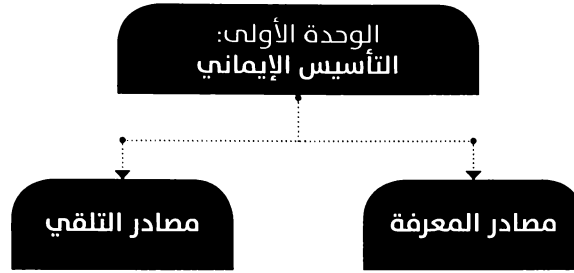 الوحدة الأولى:
التأسيس الإيماني
مصادر المعرفة
مصادر التلقي